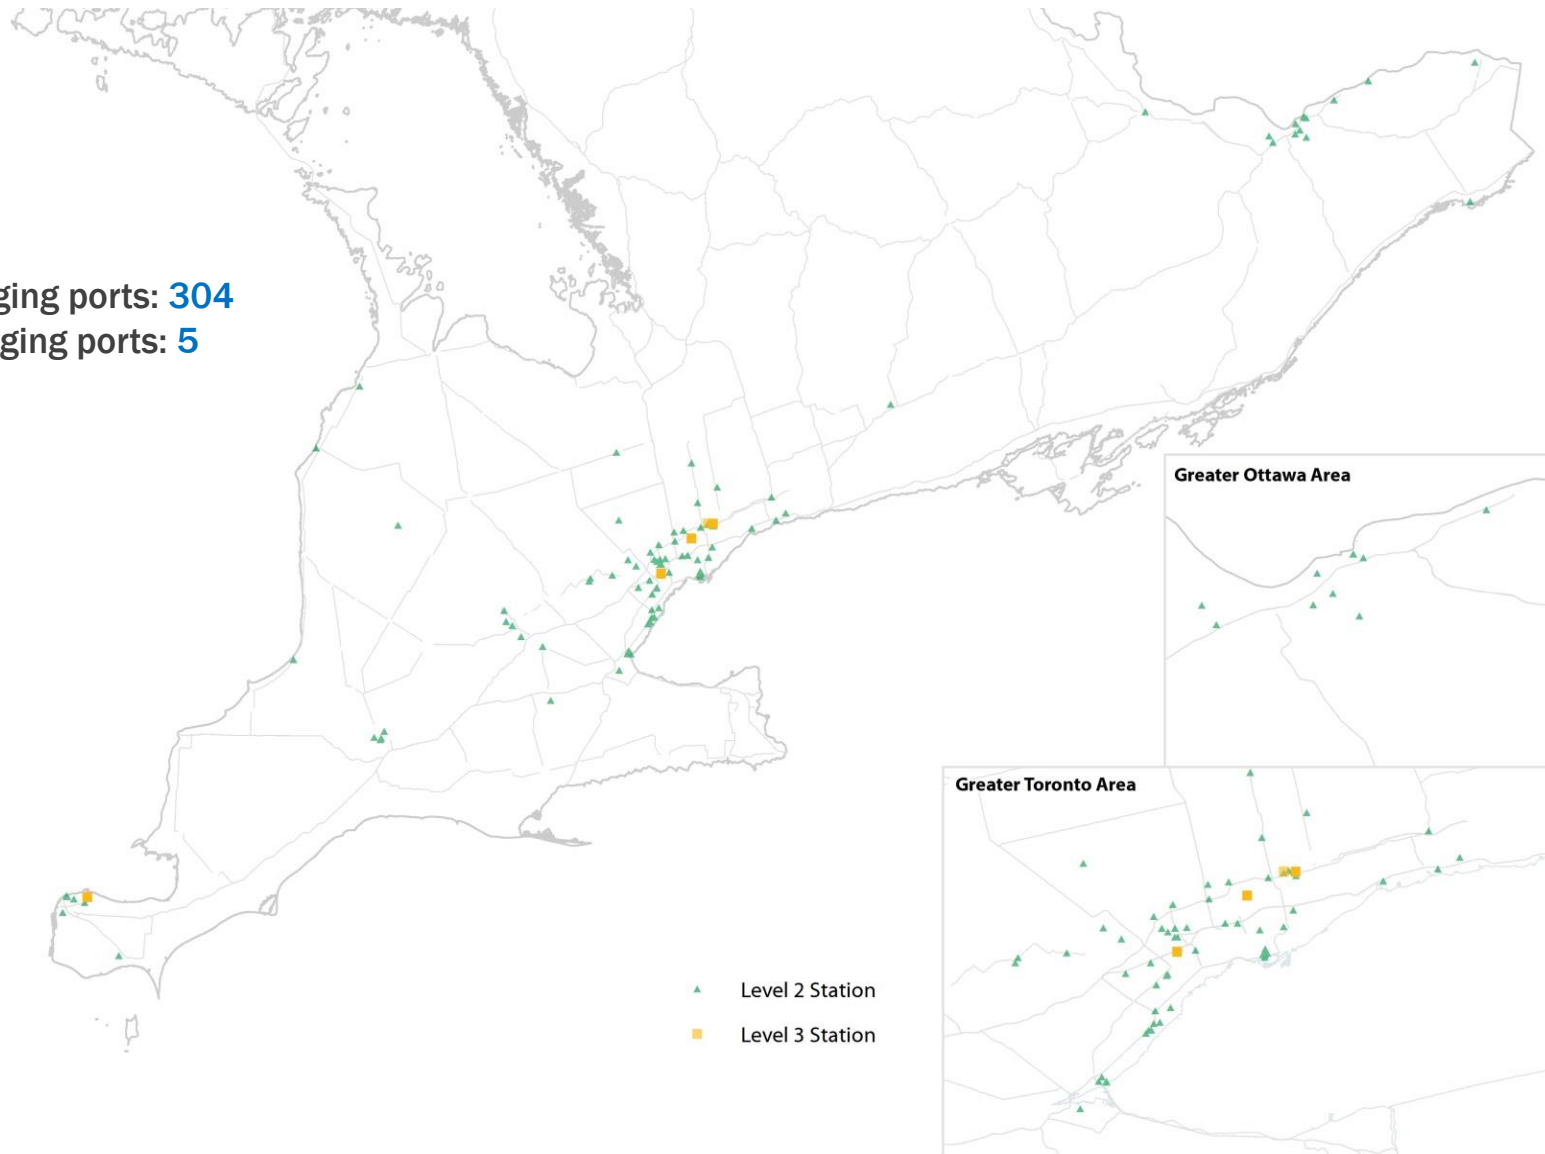 ging ports: 304
ging ports: 5
Greater Ottawa Area
Greater Toronto Area
Level 2 Station
Level 3 Station